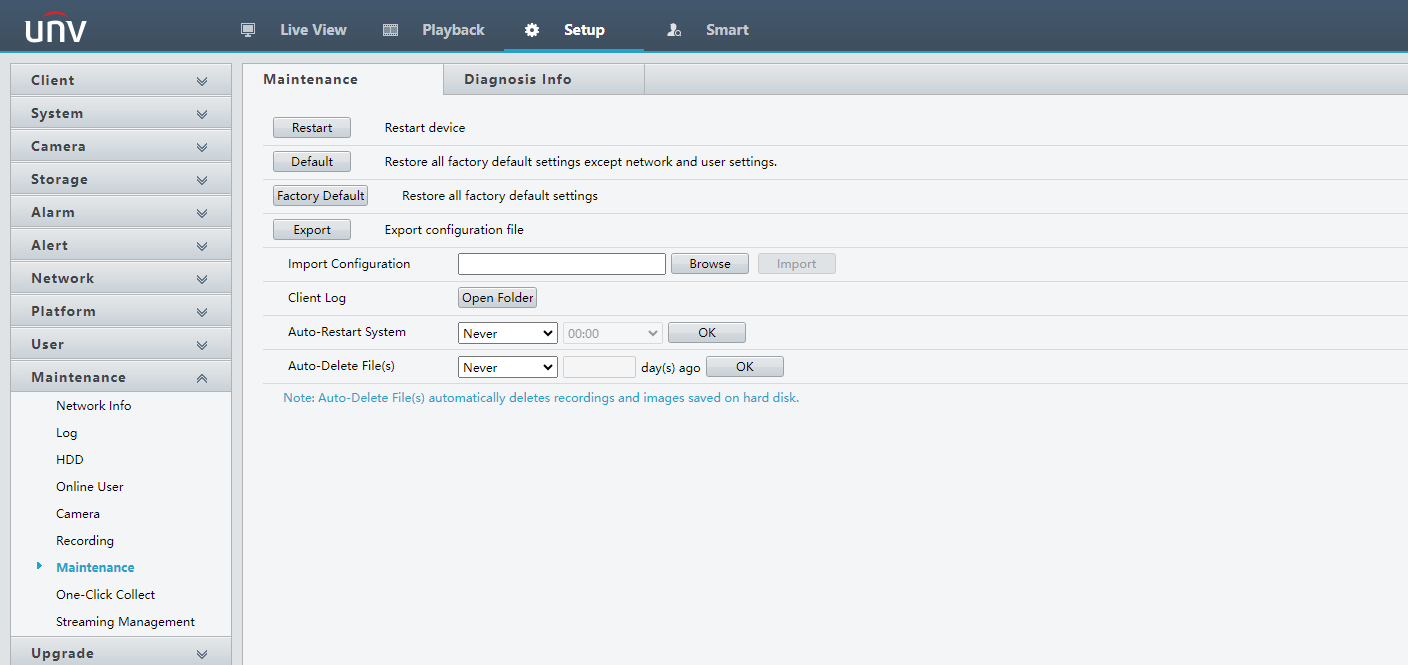 unv
Live View
Playback
Setup
Smart
Client
System
Camera
Storage
Alarm
Alert
Network
Platform
User
Maintenance
Network Info
Log
HDD
Online User
Camera
Recording
Maintenance
One-Click Collect
Streaming Management
Upgrade
Maintenance
Diagnosis Info
Restart Restart device
Default Restore all factory default settings except network and user settings.
Factory Default Restore all factory default settings
Export Export configuration file
Import Configuration Browse Import
Client Log Open Folder
Auto-Restart System Never 00:00 OK
Auto-Delete File(s) Never day(s) ago OK
Note: Auto-Delete File(s) automatically deletes recordings and images saved on hard disk.